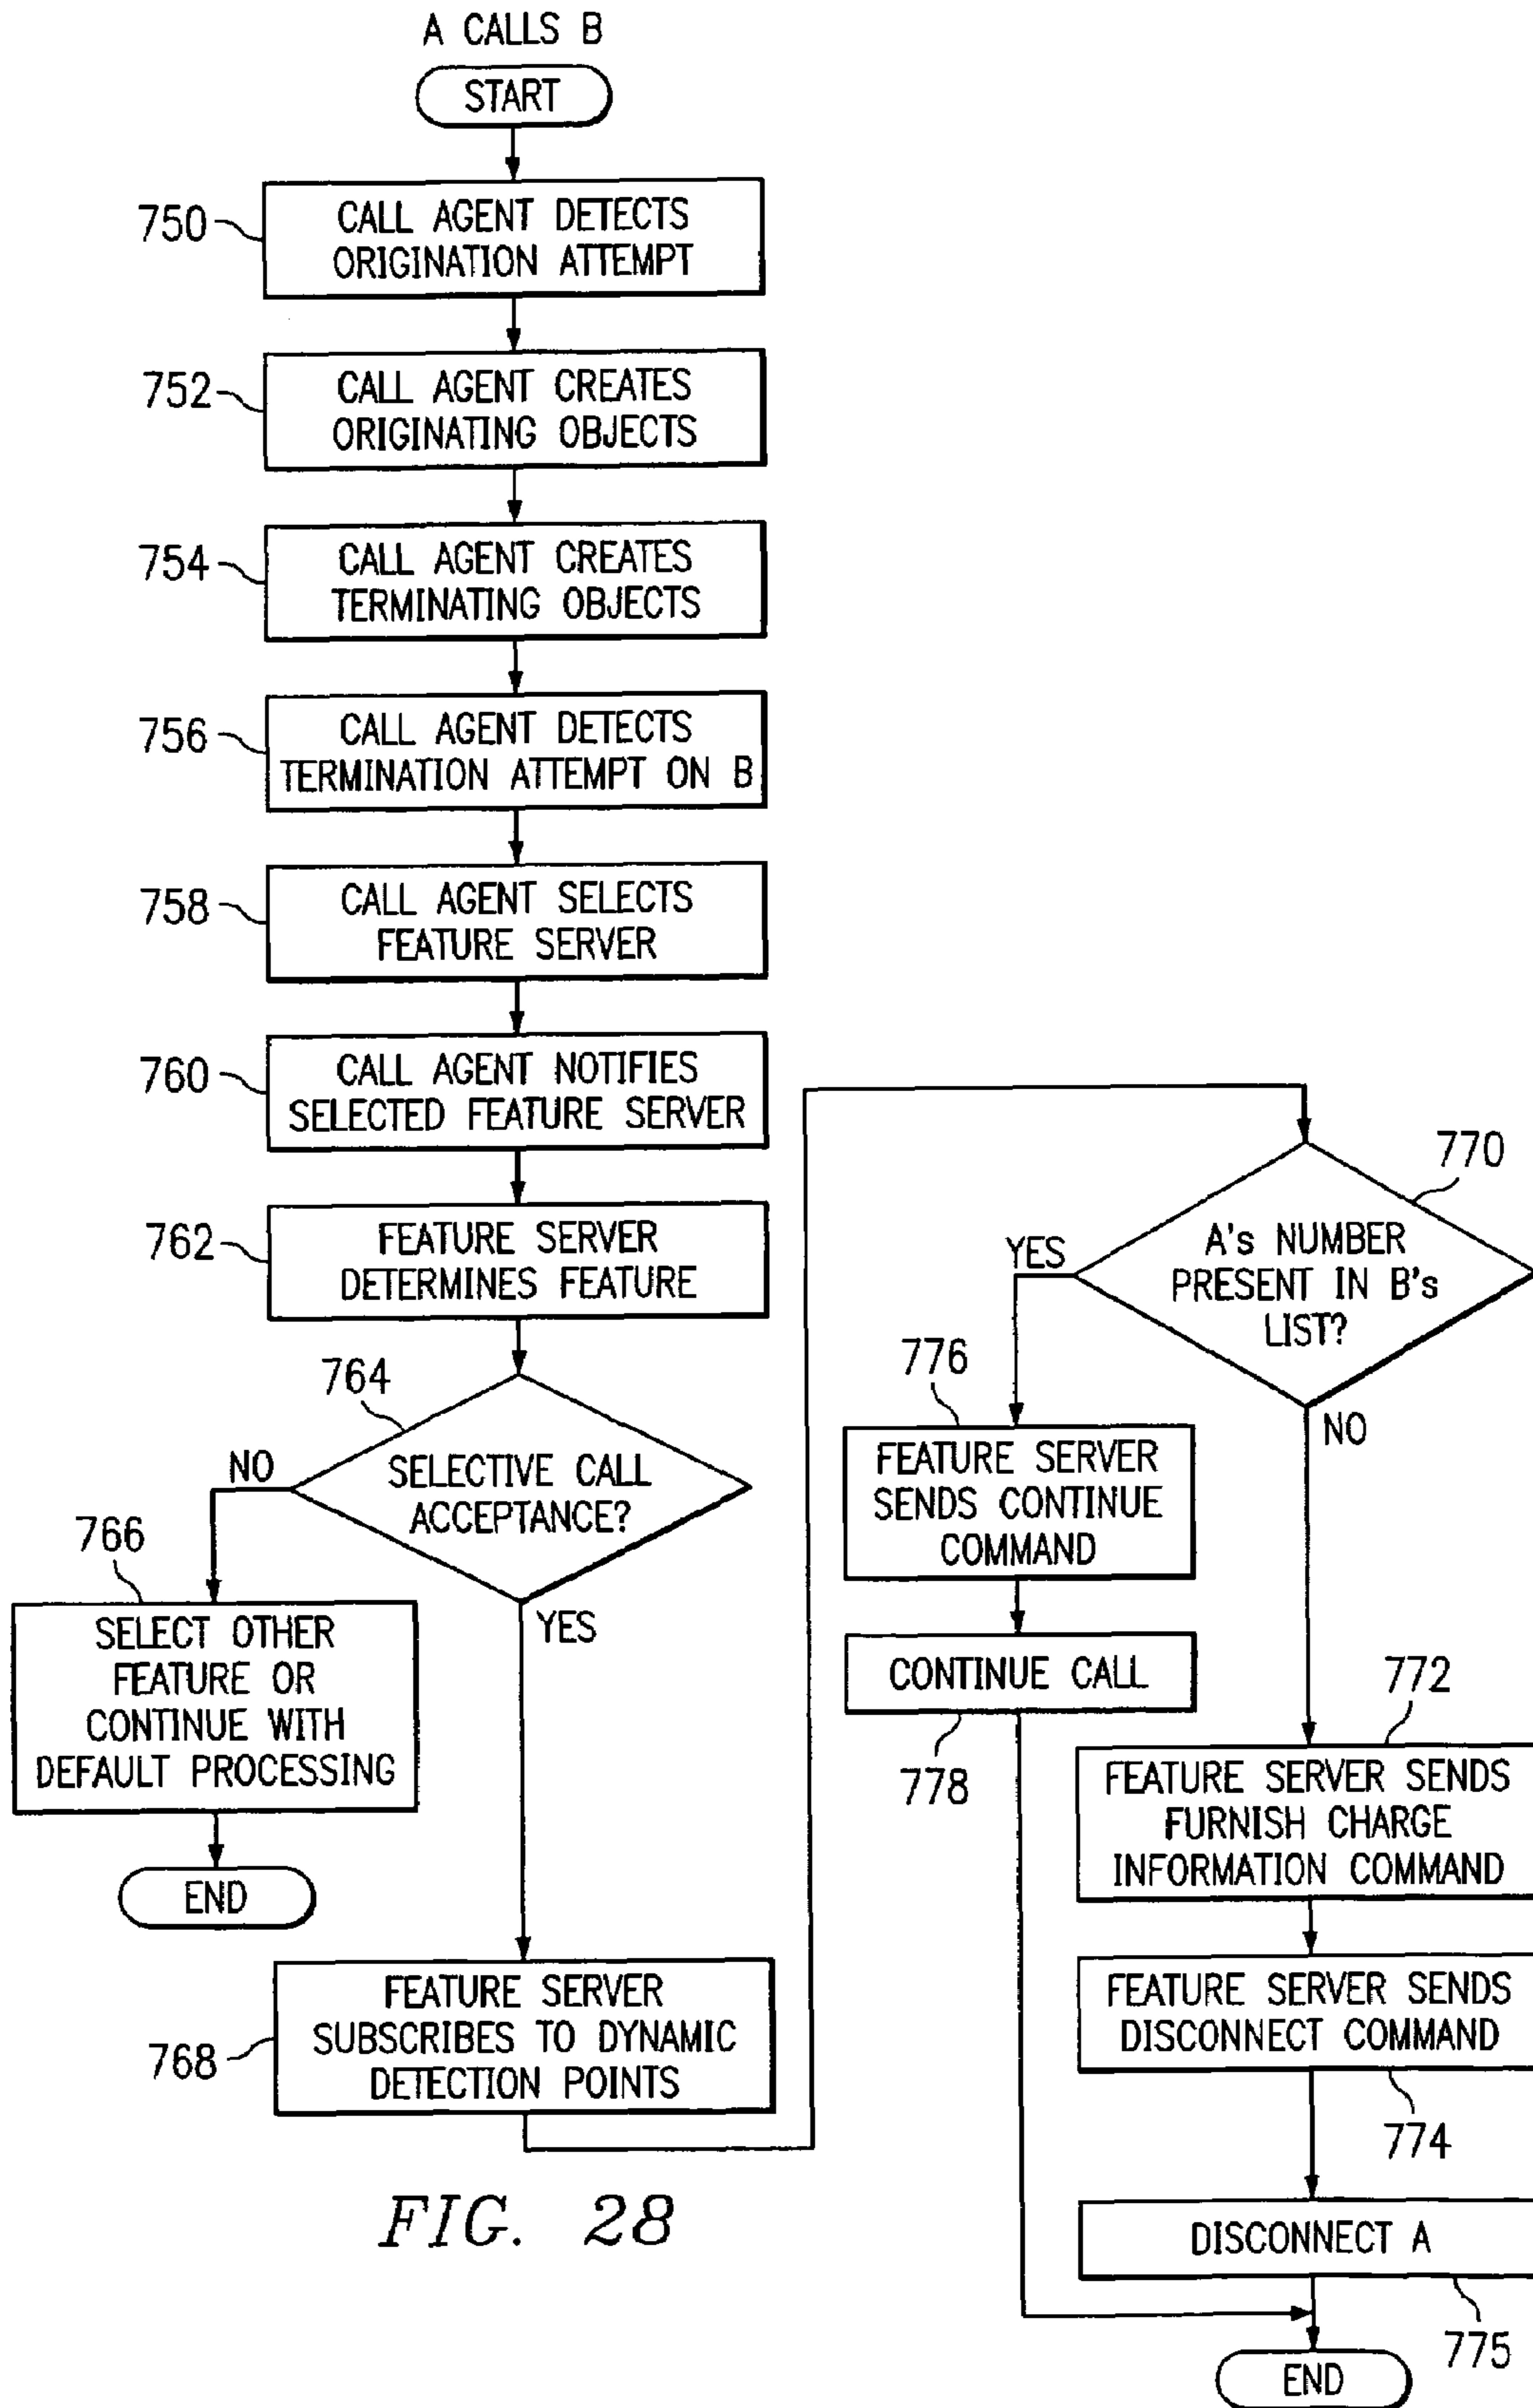 A CALLS B
START
750
CALL AGENT DETECTS
ORIGINATION ATTEMPT
752
CALL AGENT CREATES
ORIGINATING OBJECTS
754
CALL AGENT CREATES
TERMINATING OBJECTS
756
CALL AGENT DETECTS
TERMINATION ATTEMPT ON B
758
CALL AGENT SELECTS
FEATURE SERVER
760
CALL AGENT NOTIFIES
SELECTED FEATURE SERVER
762
FEATURE SERVER
DETERMINES FEATURE
764
SELECTIVE CALL
ACCEPTANCE?
NO
YES
766
SELECT OTHER
FEATURE OR
CONTINUE WITH
DEFAULT PROCESSING
END
768
FEATURE SERVER
SUBSCRIBES TO DYNAMIC
DETECTION POINTS
770
A's NUMBER
PRESENT IN B's
LIST?
YES
NO
776
FEATURE SERVER
SENDS CONTINUE
COMMAND
CONTINUE CALL
778
772
FEATURE SERVER SENDS
FURNISH CHARGE
INFORMATION COMMAND
FEATURE SERVER SENDS
DISCONNECT COMMAND
774
DISCONNECT A
775
END
FIG. 28